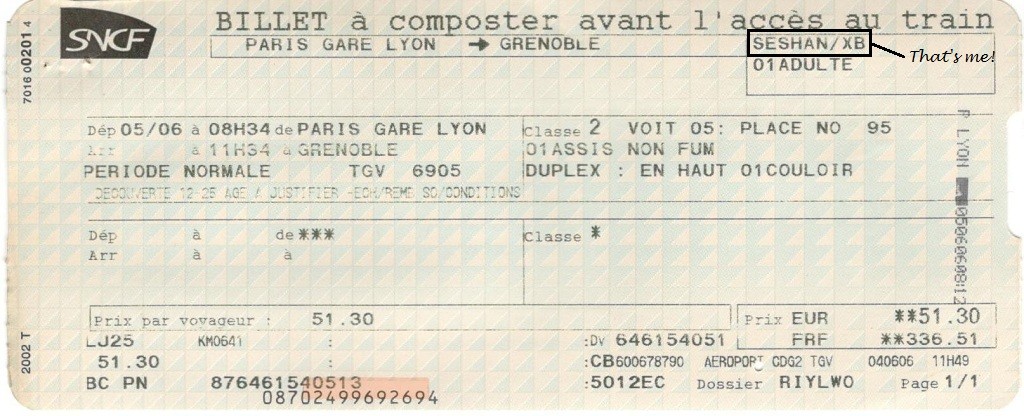 SNCF
BILLET à composter avant l'accès au train
PARIS GARE LYON → GRENOBLE
SESHAN/XB
That's me!
01ADULTE
7016 00201 4
Dép 05/06 à 08H34 de PARIS GARE LYON
Classe 2 VOIT 05: PLACE NO 95
Arr à 11H34 à GRENOBLE
01ASSIS NON FUM
PERIODE NORMALE TGV 6905
DUPLEX : EN HAUT 01COULOIR
DECOUVERTE 12-25 AGE A JUSTIFIER -ECH/REMB SO/CONDITIONS
Dép à de ***
Classe *
Arr à à
P LYON 05060608:12
Prix par voyageur : 51.30
Prix EUR **51.30
FRF **336.51
LJ25 KM0641 : :DV 646154051
51.30 : :CB600678790 AEROPORT CDG2 TGV 040606 11H49
BC PN 876461540513 :5012EC Dossier RIYLWO Page 1/1
08702499692694
2002 T